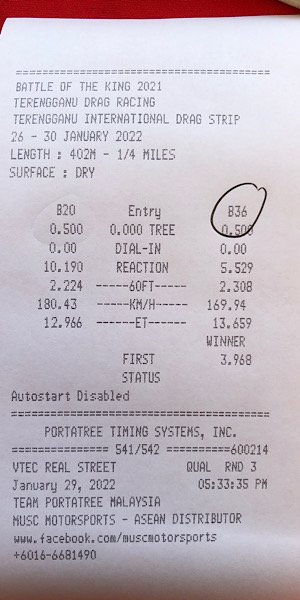 ================================
BATTLE OF THE KING 2021
TERENGGANU DRAG RACING
TERENGGANU INTERNATIONAL DRAG STRIP
26 - 30 JANUARY 2022
LENGTH : 402M - 1/4 MILES
SURFACE : DRY
B20 Entry B36
0.500 0.000 TREE 0.500
0.00 DIAL-IN 0.00
10.190 REACTION 5.529
2.224 ------60FT------ 2.308
180.43 ------KM/H------ 169.94
12.966 -------ET------- 13.659
WINNER
FIRST 3.968
STATUS
Autostart Disabled
================================
PORTATREE TIMING SYSTEMS, INC.
================ 541/542 ==========600214
VTEC REAL STREET QUAL RND 3
January 29, 2022 05:33:35 PM
TEAM PORTATREE MALAYSIA
MUSC MOTORSPORTS - ASEAN DISTRIBUTOR
www.facebook.com/muscmotorsports
+6016-6681490